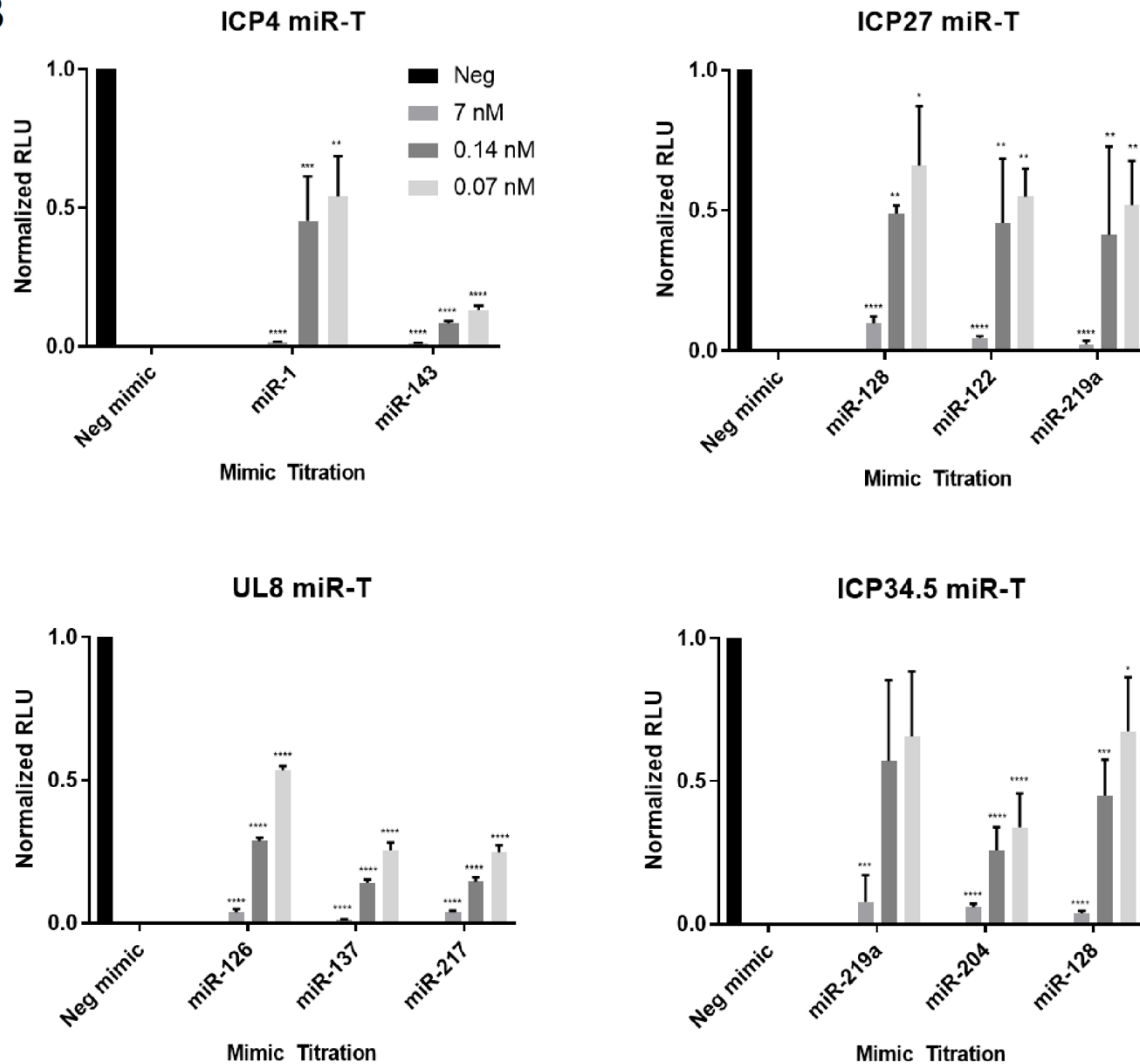 ICP4 miR-T
1.0
0.5
0.0
Normalized RLU
Neg
7 nM
0.14 nM
0.07 nM
****
***
**
****
****
****
Neg mimic
miR-1
miR-143
Mimic Titration
ICP27 miR-T
1.0
0.5
0.0
Normalized RLU
****
**
*
****
**
**
****
**
**
Neg mimic
miR-128
miR-122
miR-219a
Mimic Titration
UL8 miR-T
1.0
0.5
0.0
Normalized RLU
****
****
****
****
****
****
****
****
****
Neg mimic
miR-126
miR-137
miR-217
Mimic Titration
ICP34.5 miR-T
1.0
0.5
0.0
Normalized RLU
***
****
****
****
****
***
*
Neg mimic
miR-219a
miR-204
miR-128
Mimic Titration